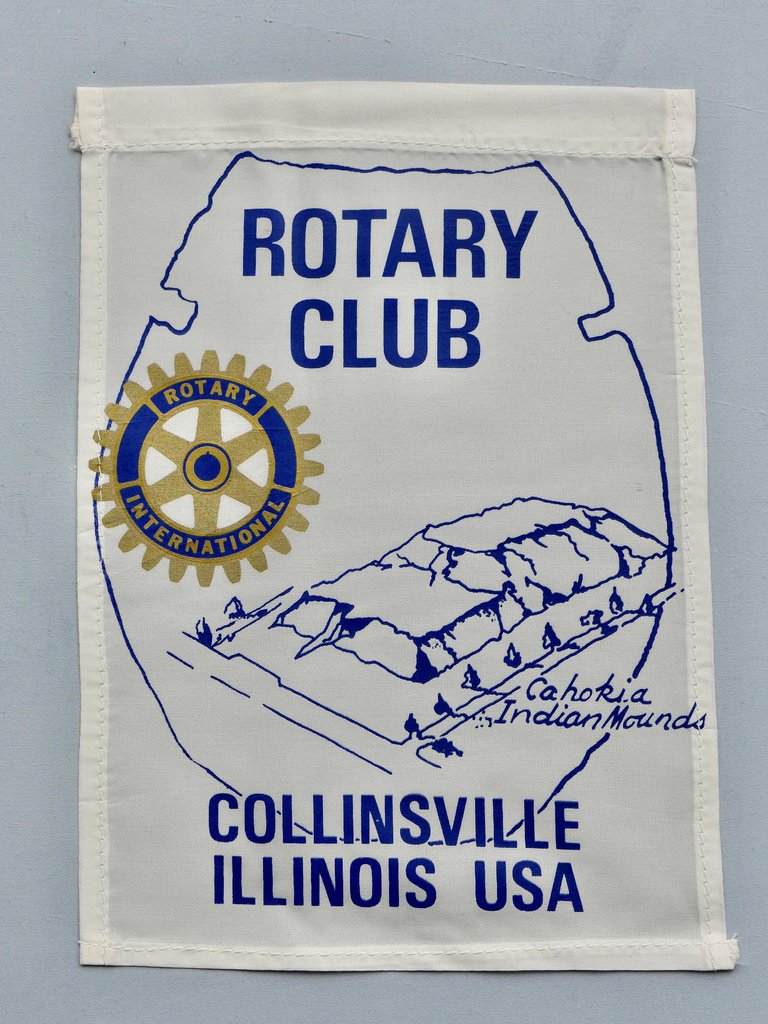 ROTARY
CLUB
ROTARY
INTERNATIONAL
Cahokia
Indian Mounds
COLLINSVILLE
ILLINOIS USA